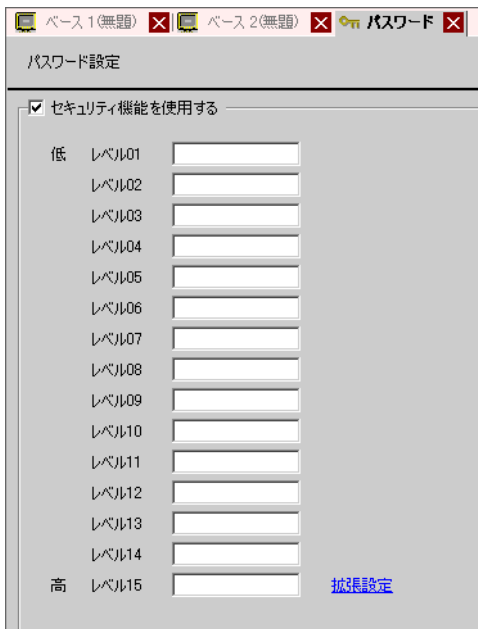 ベース 1(無題) ベース 2(無題) パスワード
パスワード設定
セキュリティ機能を使用する
低 レベル01
レベル02
レベル03
レベル04
レベル05
レベル06
レベル07
レベル08
レベル09
レベル10
レベル11
レベル12
レベル13
レベル14
高 レベル15 拡張設定